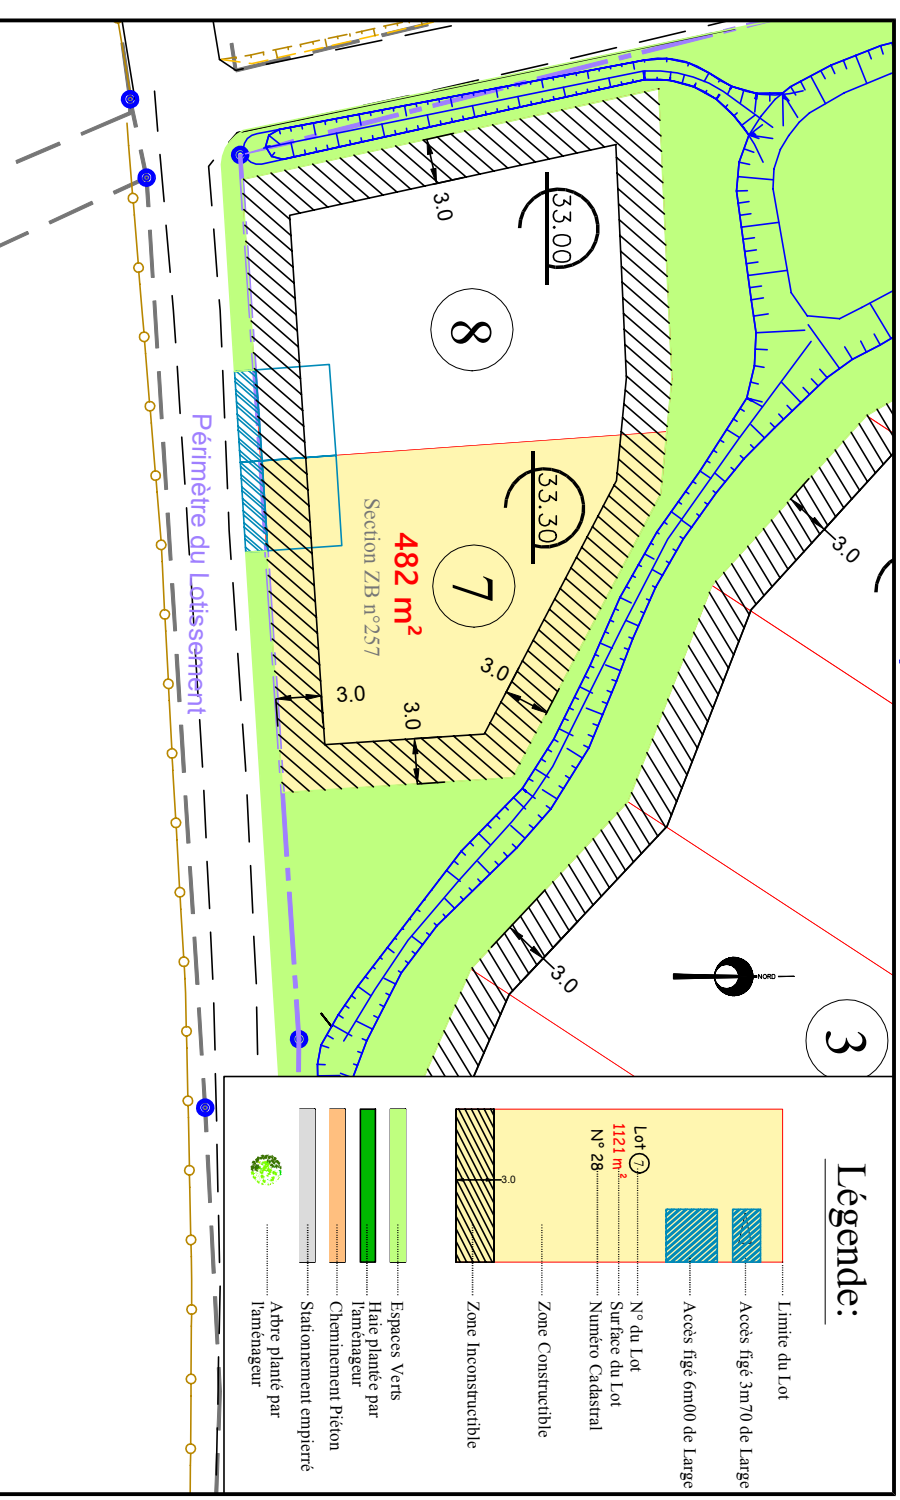 3.0
33.00
8
33.30
7
482 m²
Section ZB n°257
3.0
3.0
3.0
3.0
3.0
Périmètre du Lotissement
NORD
3
Légende:
Limite du Lot
Accès figé 3m70 de Large
Accès figé 6m00 de Large
Lot 7
N° du Lot
1121 m²
Surface du Lot
N° 28
Numéro Cadastral
Zone Constructible
3.0
Zone Inconstructible
Espaces Verts
Haie plantée par
l'aménageur
Cheminement Piéton
Stationnement empierré
Arbre planté par
l'aménageur